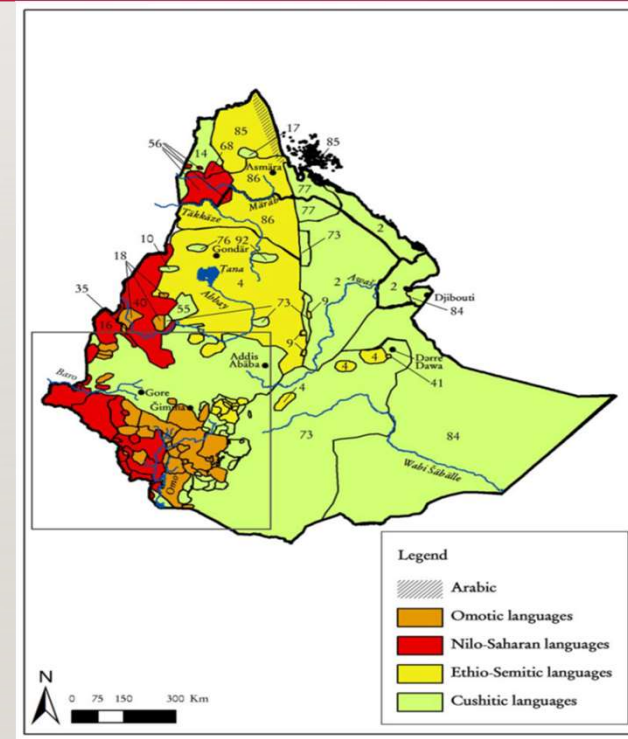 85
17
56
14
68
85
Asmära
86
77
Märäb
77
Täkkäze
86
2
10
76 92
73
Gondär
18
Tana
4
2
Awaš
2
Abbay
35
40
55
73
9
Djibouti
84
16
9
Addis
Abäba
4
4
Dərre
Dawa
Baro
4
41
Gore
Ǧimma
73
84
Wabi Šäbälle
Omo
Legend
Arabic
Omotic languages
Nilo-Saharan languages
Ethio-Semitic languages
Cushitic languages
N
0 75 150 300 Km